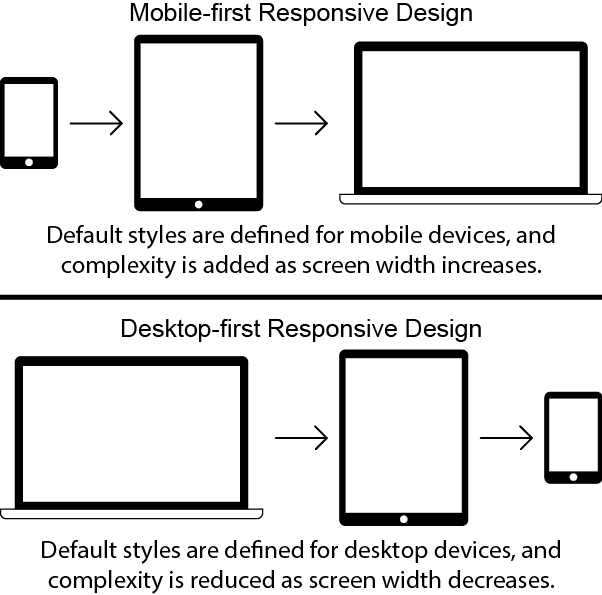 Mobile-first Responsive Design
Default styles are defined for mobile devices, and
complexity is added as screen width increases.
Desktop-first Responsive Design
Default styles are defined for desktop devices, and
complexity is reduced as screen width decreases.